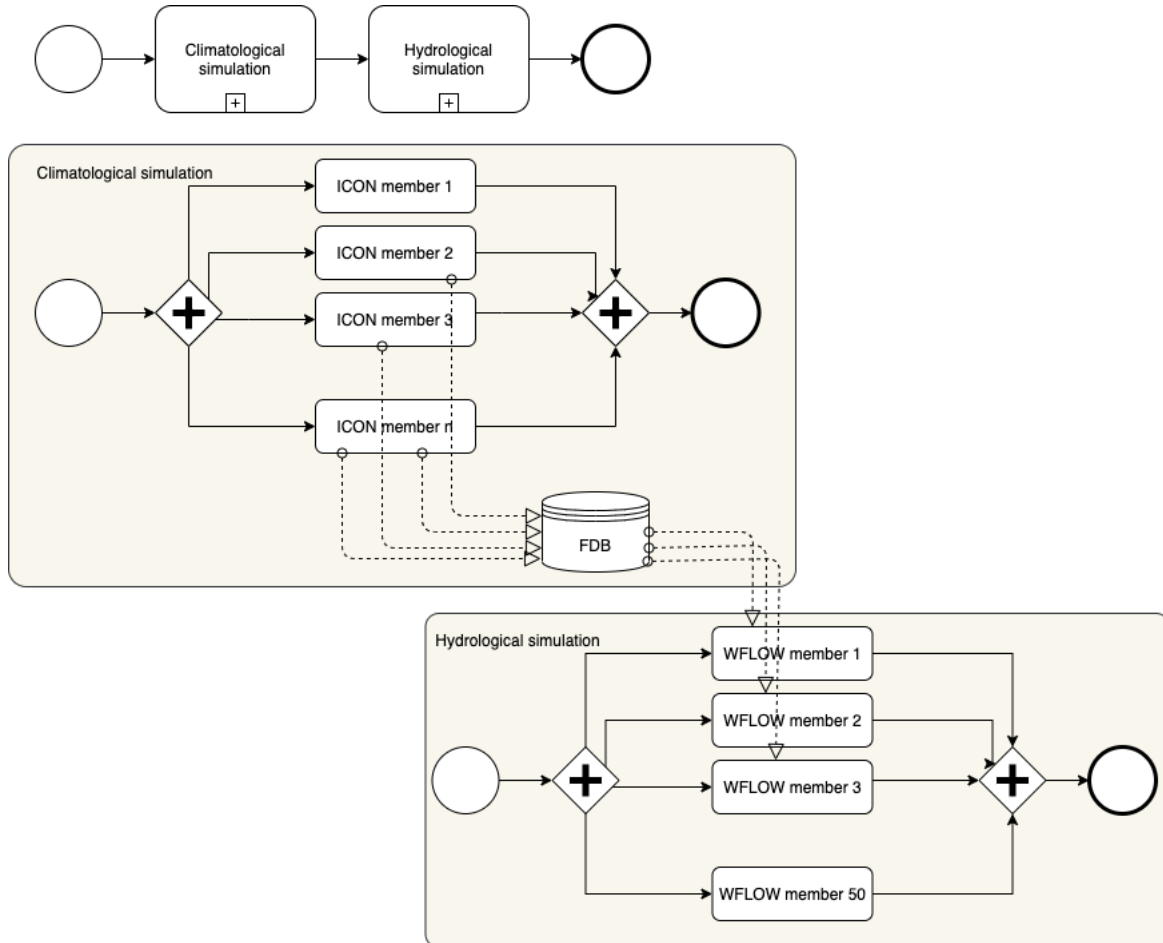 Climatological
simulation
Hydrological
simulation
Climatological simulation
ICON member 1
ICON member 2
ICON member 3
ICON member n
FDB
Hydrological simulation
WFLOW member 1
WFLOW member 2
WFLOW member 3
WFLOW member 50